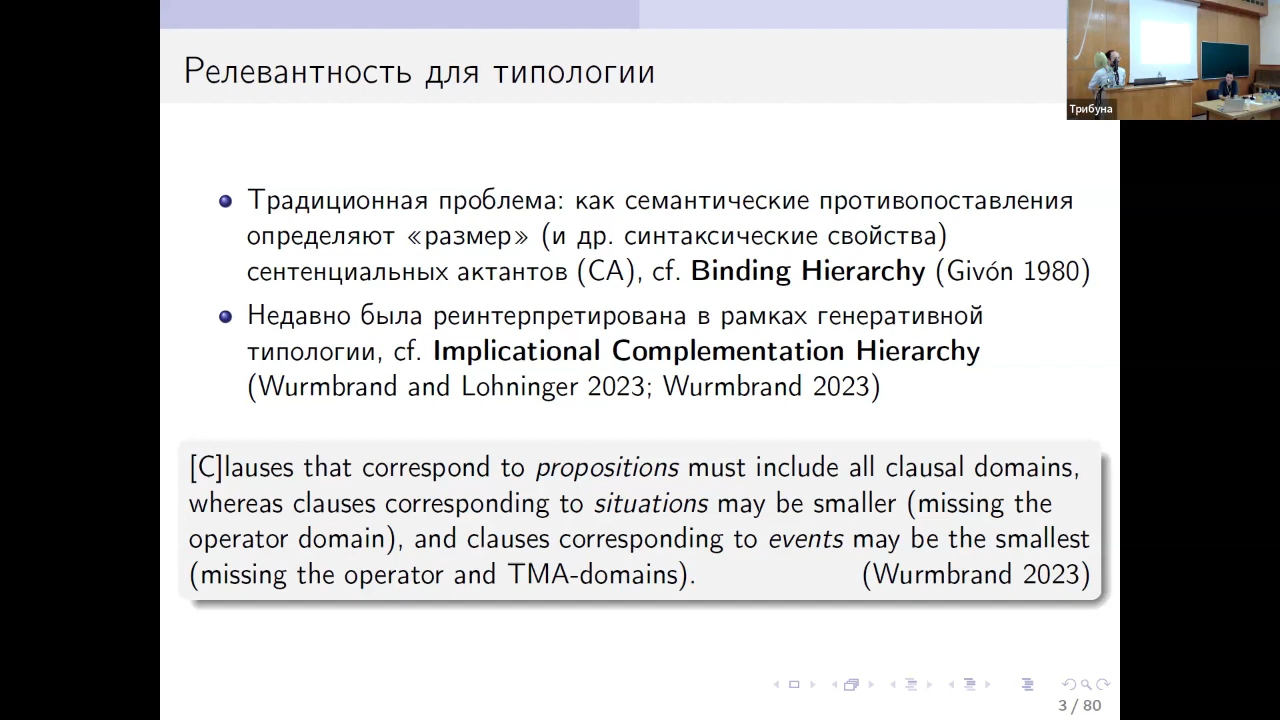 Релевантность для типологии
Трибуна
Традиционная проблема: как семантические противопоставления
определяют «размер» (и др. синтаксические свойства)
сентенциальных актантов (СА), cf. Binding Hierarchy (Givón 1980)
Недавно была реинтерпретирована в рамках генеративной
типологии, cf. Implicational Complementation Hierarchy
(Wurmbrand and Lohninger 2023; Wurmbrand 2023)
[C]lauses that correspond to propositions must include all clausal domains,
whereas clauses corresponding to situations may be smaller (missing the
operator domain), and clauses corresponding to events may be the smallest
(missing the operator and TMA-domains). (Wurmbrand 2023)
3 / 80